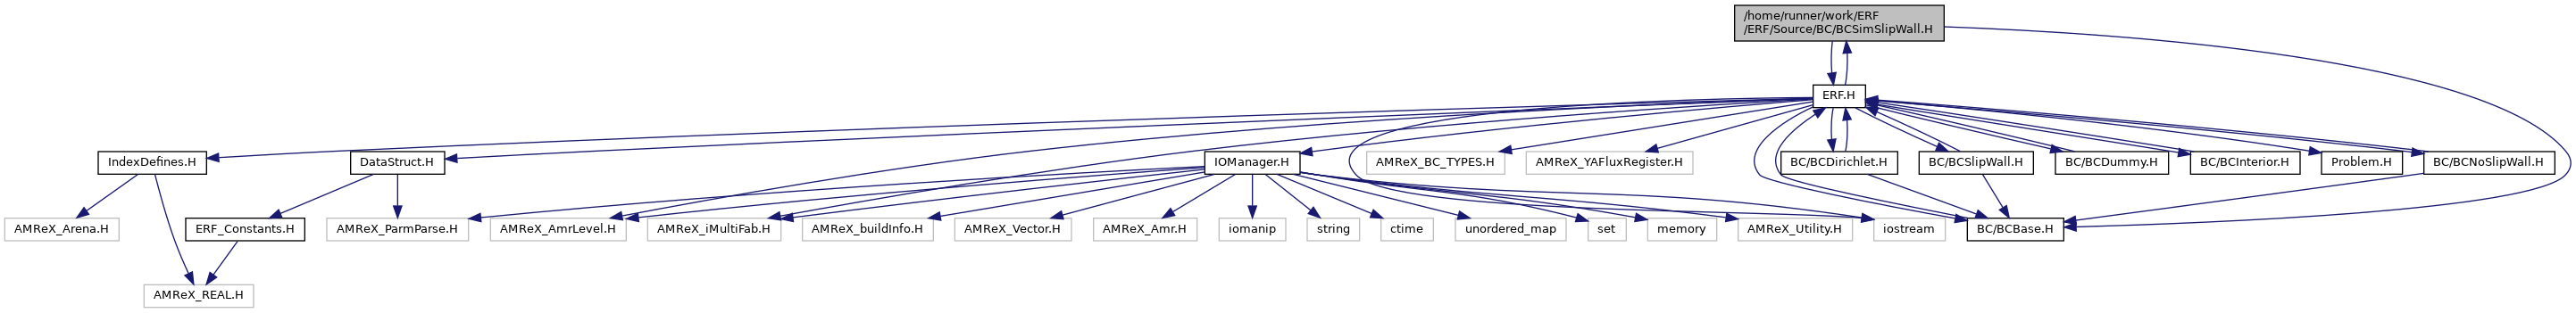 /home/runner/work/ERF
/ERF/Source/BC/BCSimSlipWall.H
ERF.H
IndexDefines.H
DataStruct.H
IOManager.H
AMReX_BC_TYPES.H
AMReX_YAFluxRegister.H
BC/BCDirichlet.H
BC/BCSlipWall.H
BC/BCDummy.H
BC/BCInterior.H
Problem.H
BC/BCNoSlipWall.H
AMReX_Arena.H
ERF_Constants.H
AMReX_ParmParse.H
AMReX_AmrLevel.H
AMReX_iMultiFab.H
AMReX_buildInfo.H
AMReX_Vector.H
AMReX_Amr.H
iomanip
string
ctime
unordered_map
set
memory
AMReX_Utility.H
iostream
BC/BCBase.H
AMReX_REAL.H